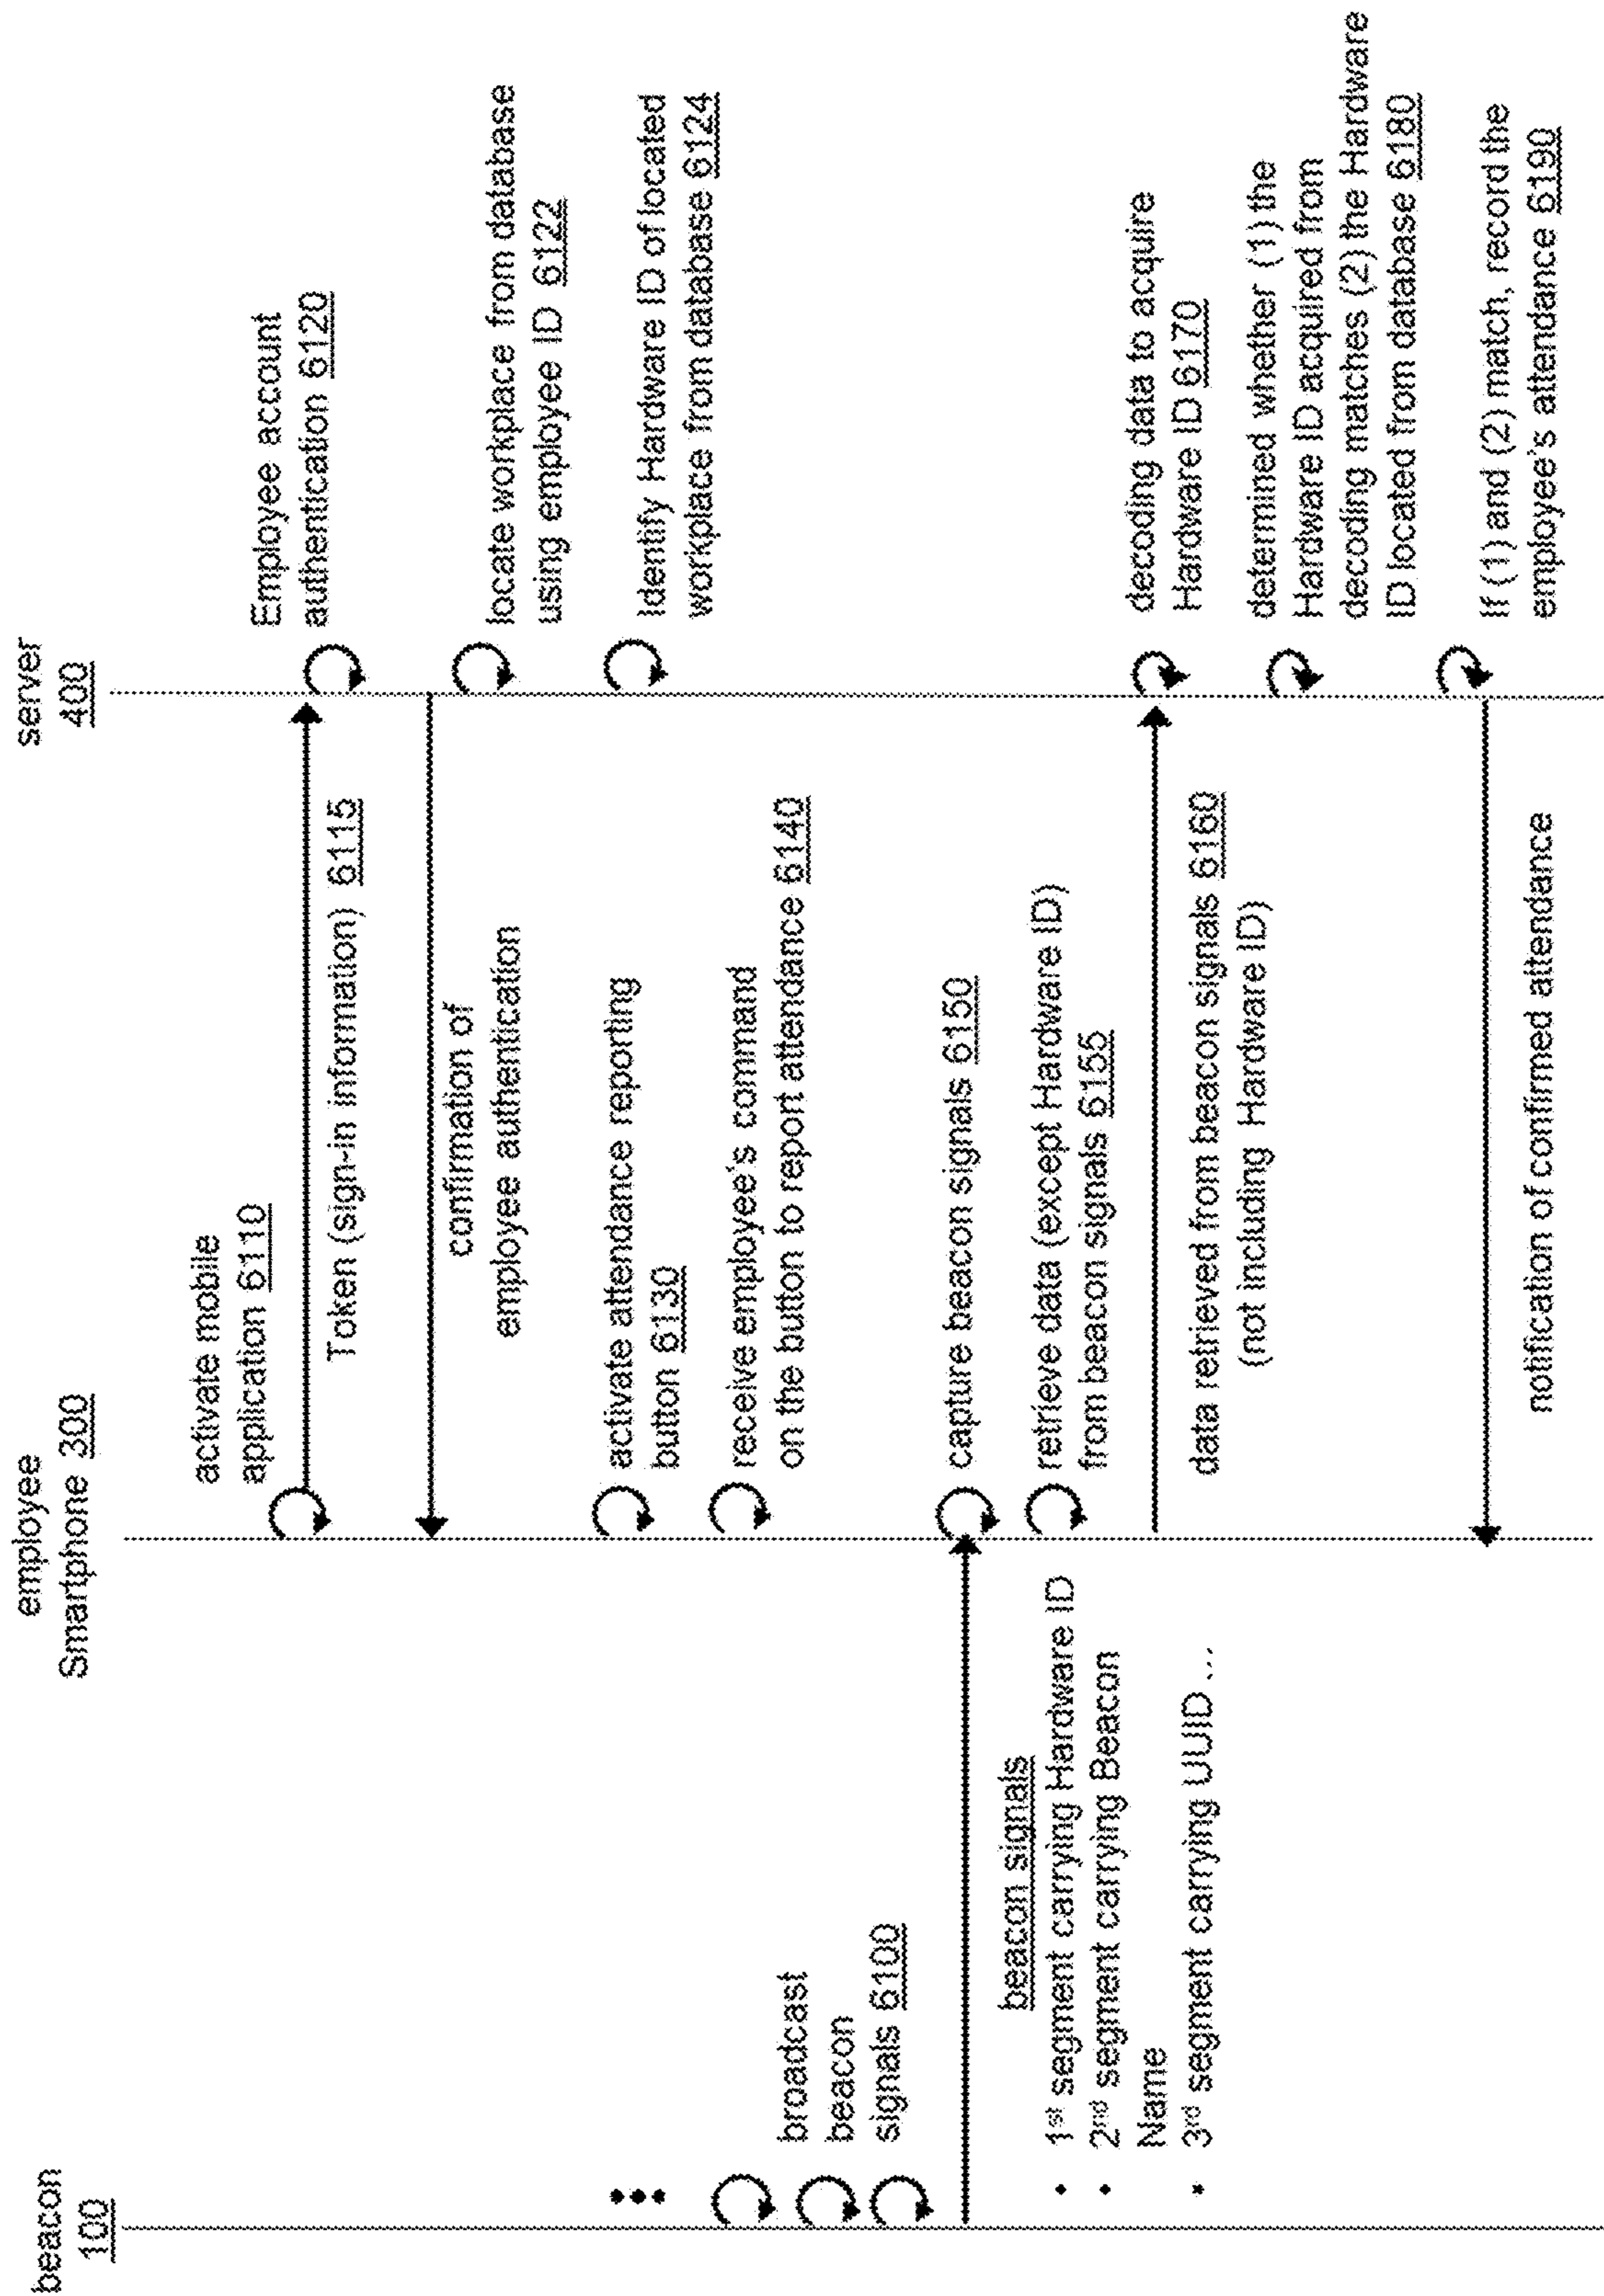 beacon
100
employee
Smartphone 300
server
400
activate mobile
application 6110
Token (sign-in information) 6115
Employee account
authentication 6120
confirmation of
employee authentication
locate workplace from database
using employee ID 6122
Identify Hardware ID of located
workplace from database 6124
activate attendance reporting
button 6130
receive employee's command
on the button to report attendance 6140
broadcast
beacon
signals 6100
capture beacon signals 6150
beacon signals
• 1st segment carrying Hardware ID
• 2nd segment carrying Beacon
Name
• 3rd segment carrying UUID...
retrieve data (except Hardware ID)
from beacon signals 6155
data retrieved from beacon signals 6160
(not including Hardware ID)
decoding data to acquire
Hardware ID 6170
determined whether (1) the
Hardware ID acquired from
decoding matches (2) the Hardware
ID located from database 6180
If (1) and (2) match, record the
employee's attendance 6190
notification of confirmed attendance